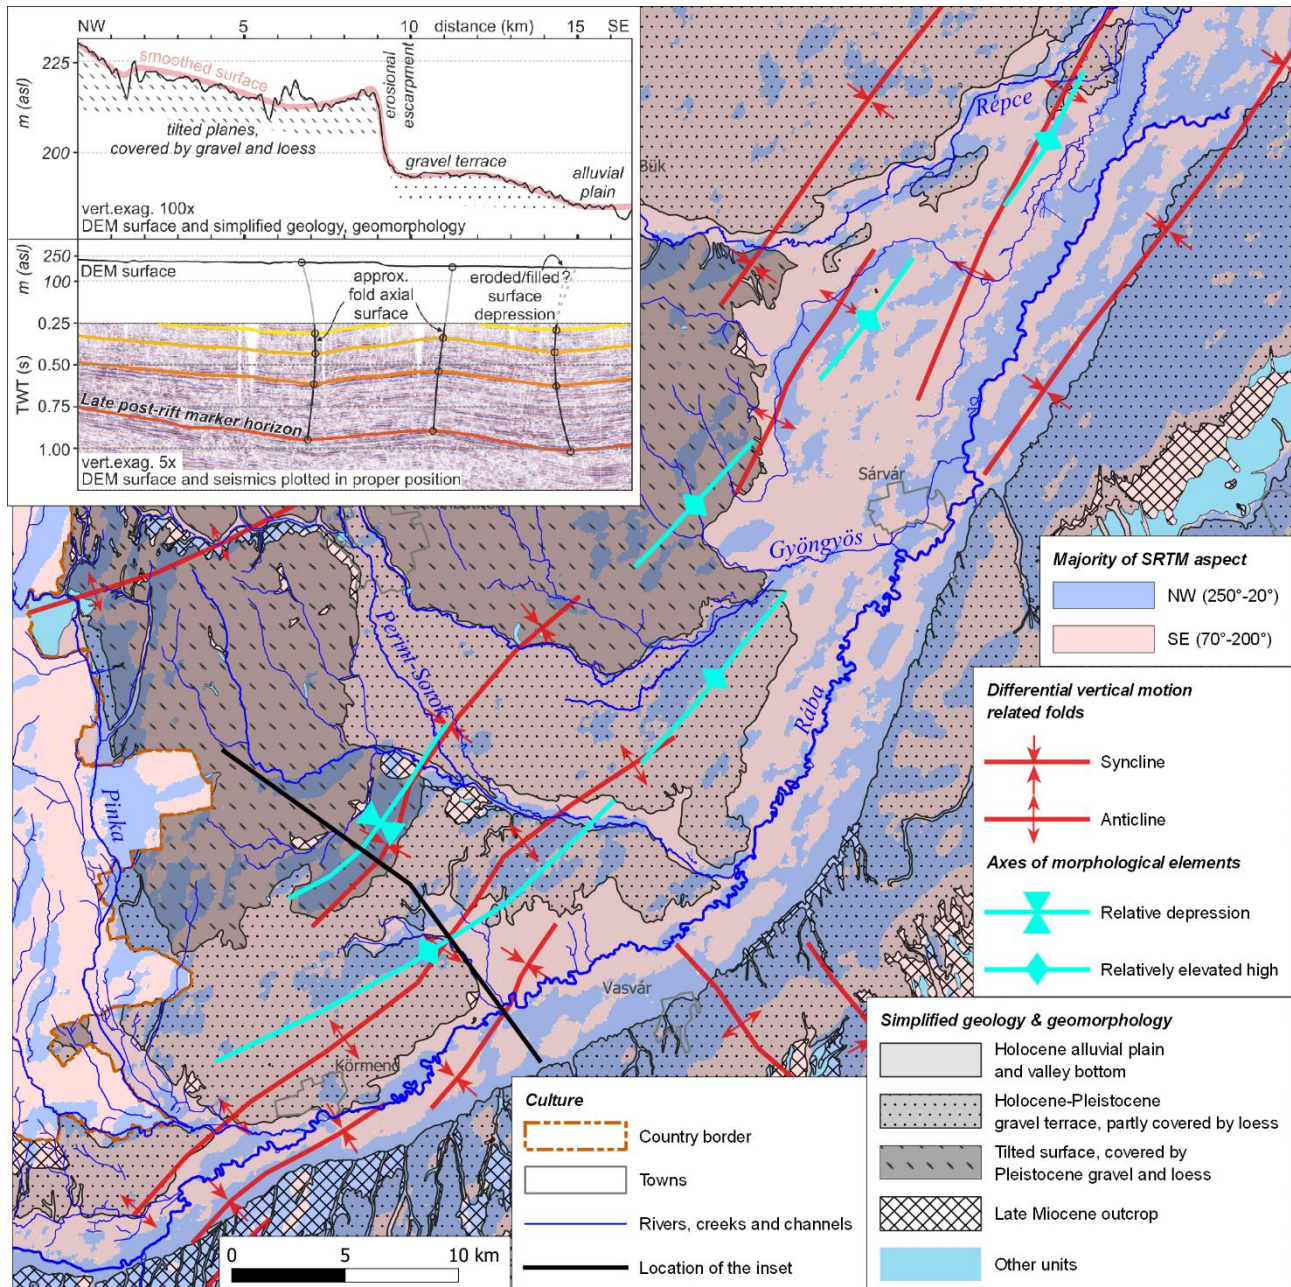 NW 5 10 distance (km) 15 SE
225
smoothed surface
m (asl)
erosional
escarpment
tilted planes,
covered by gravel and loess
200
gravel terrace
alluvial
plain
vert.exag. 100x
DEM surface and simplified geology, geomorphology
250
m (asl)
DEM surface
100
approx.
fold axial
surface
eroded/filled?
surface
depression
0.25
0.50
TWT (s)
0.75
Late post-rift marker horizon
1.00
vert.exag. 5x
DEM surface and seismics plotted in proper position
Répce
Bük
Sárvár
Gyöngyös
Rába
Perint-Sorok
Pinka
Vasvár
Körmend
Majority of SRTM aspect
NW (250°-20°)
SE (70°-200°)
Differential vertical motion
related folds
Syncline
Anticline
Axes of morphological elements
Relative depression
Relatively elevated high
Simplified geology & geomorphology
Holocene alluvial plain
and valley bottom
Holocene-Pleistocene
gravel terrace, partly covered by loess
Tilted surface, covered by
Pleistocene gravel and loess
Late Miocene outcrop
Other units
Culture
Country border
Towns
Rivers, creeks and channels
Location of the inset
0 5 10 km